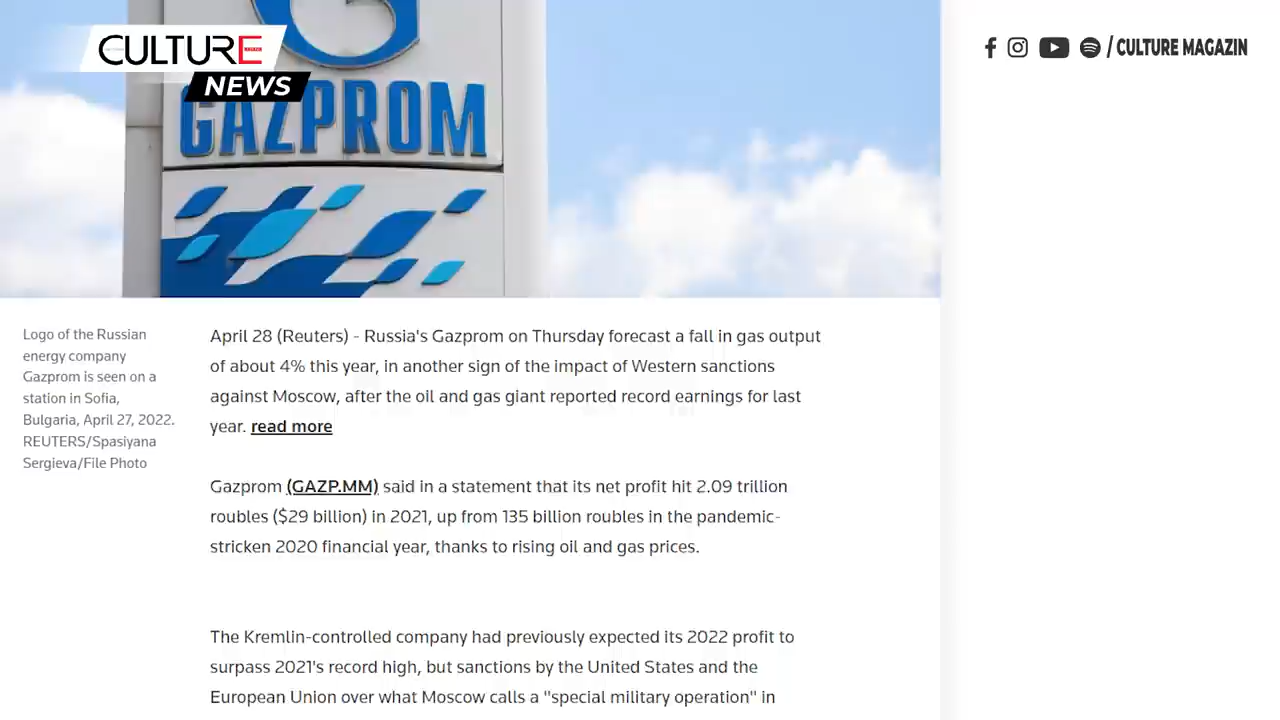 CULTURE
NEWS
/ CULTURE MAGAZIN
GAZPROM
Logo of the Russian
energy company
Gazprom is seen on a
station in Sofia,
Bulgaria, April 27, 2022.
REUTERS/Spasiyana
Sergieva/File Photo
April 28 (Reuters) - Russia's Gazprom on Thursday forecast a fall in gas output
of about 4% this year, in another sign of the impact of Western sanctions
against Moscow, after the oil and gas giant reported record earnings for last
year. read more
Gazprom (GAZP.MM) said in a statement that its net profit hit 2.09 trillion
roubles ($29 billion) in 2021, up from 135 billion roubles in the pandemic-
stricken 2020 financial year, thanks to rising oil and gas prices.
The Kremlin-controlled company had previously expected its 2022 profit to
surpass 2021's record high, but sanctions by the United States and the
European Union over what Moscow calls a "special military operation" in